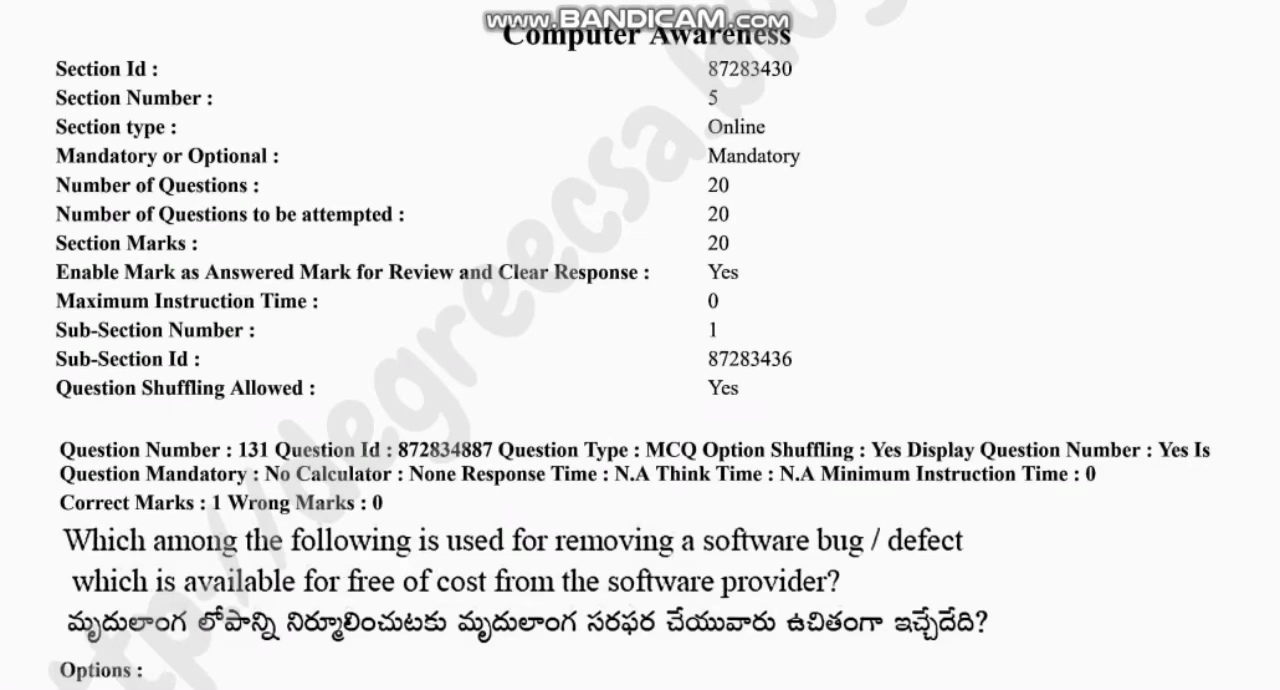 www.BANDICAM.com
Computer Awareness
Section Id : 87283430
Section Number : 5
Section type : Online
Mandatory or Optional : Mandatory
Number of Questions : 20
Number of Questions to be attempted : 20
Section Marks : 20
Enable Mark as Answered Mark for Review and Clear Response : Yes
Maximum Instruction Time : 0
Sub-Section Number : 1
Sub-Section Id : 87283436
Question Shuffling Allowed : Yes
Question Number : 131 Question Id : 872834887 Question Type : MCQ Option Shuffling : Yes Display Question Number : Yes Is
Question Mandatory : No Calculator : None Response Time : N.A Think Time : N.A Minimum Instruction Time : 0
Correct Marks : 1 Wrong Marks : 0
Which among the following is used for removing a software bug / defect
which is available for free of cost from the software provider?
మృదులాంగ లోపాన్ని నిర్మూలించుటకు మృదులాంగ సరఫర చేయువారు ఉచితంగా ఇచ్చేదేది?
Options :